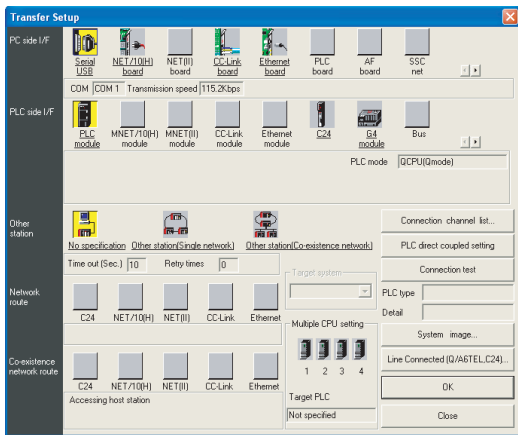 Transfer Setup
PC side I/F
Serial USB
NET/10(H) board
NET(II) board
CC-Link board
Ethernet board
PLC board
AF board
SSC net
COM COM 1 Transmission speed 115.2Kbps
PLC side I/F
PLC module
MNET/10(H) module
MNET(II) module
CC-Link module
Ethernet module
C24
G4 module
Bus
PLC mode QCPU(Qmode)
Other station
No specification
Other station(Single network)
Other station(Co-existence network)
Time out (Sec.) 10 Retry times 0
Target system
Connection channel list...
PLC direct coupled setting
Connection test
PLC type
Detail
System image...
Line Connected (Q/A6TEL,C24)...
OK
Close
Network route
C24 NET/10(H) NET(II) CC-Link Ethernet
Multiple CPU setting
1 2 3 4
Target PLC
Not specified
Co-existence network route
C24 NET/10(H) NET(II) CC-Link Ethernet
Accessing host station